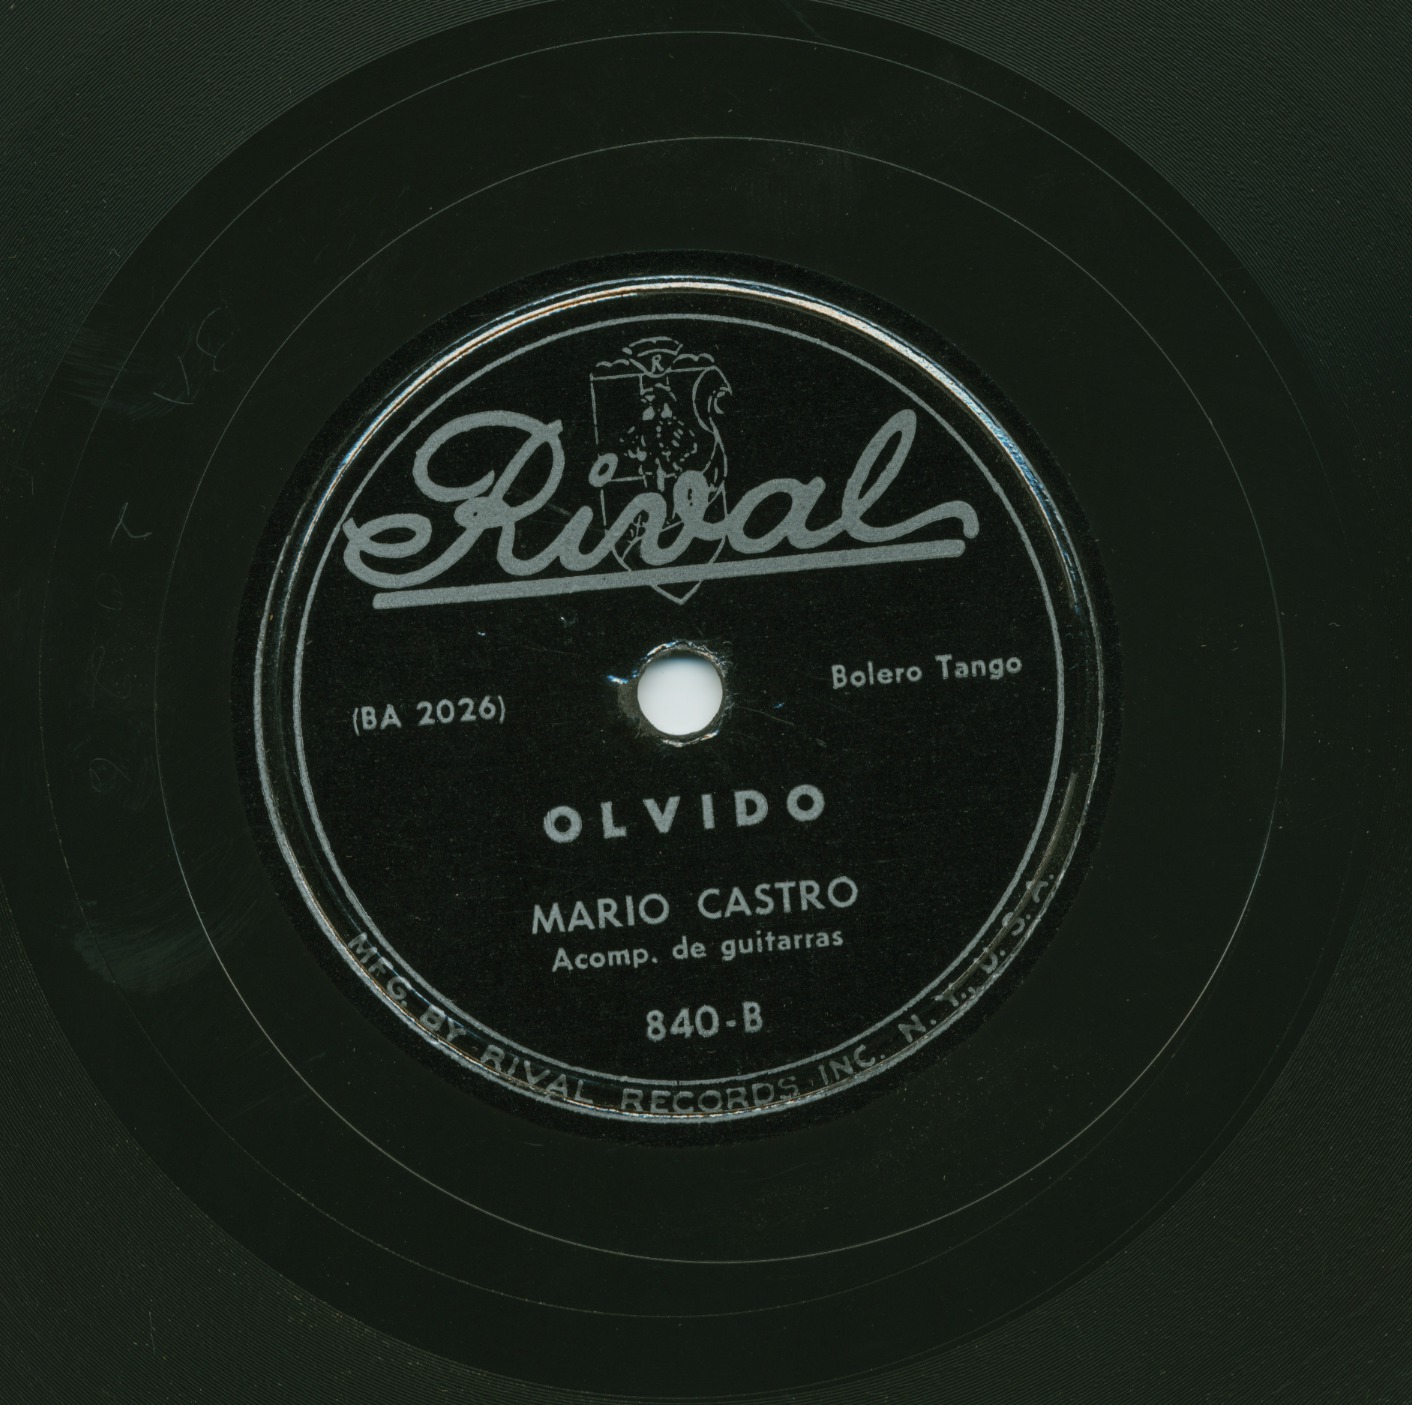 R
Rival
(BA 2026)
Bolero Tango
OLVIDO
MARIO CASTRO
Acomp. de guitarras
840-B
MFG. BY RIVAL RECORDS INC. N. Y., U. S. A.